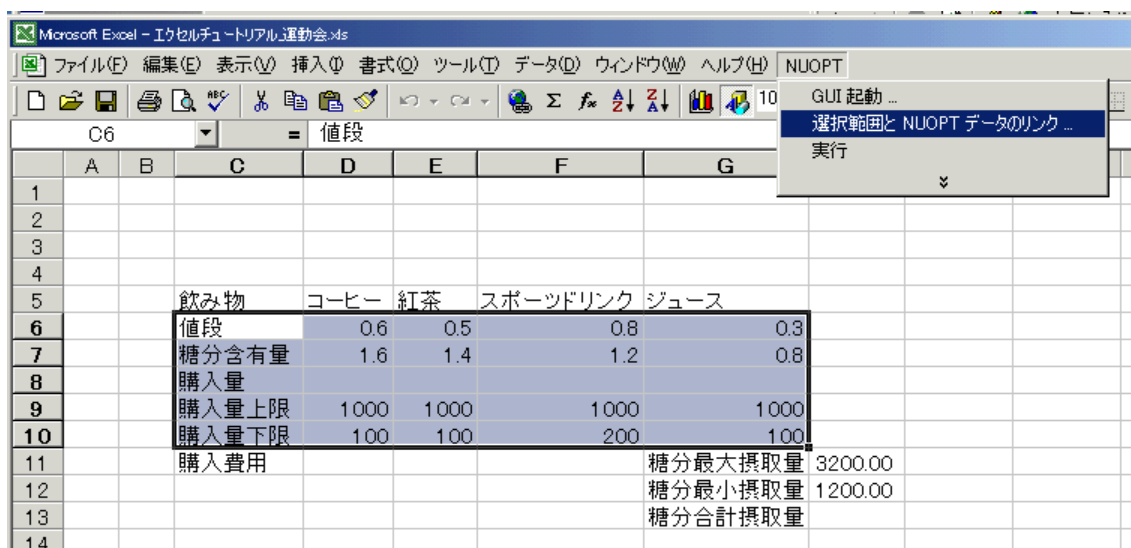 Microsoft Excel - エクセルチュートリアル_運動会.xls
ファイル(F) 編集(E) 表示(V) 挿入(I) 書式(O) ツール(T) データ(D) ウィンドウ(W) ヘルプ(H) NUOPT
10
GUI 起動 ...
選択範囲と NUOPT データのリンク ...
実行
C6 = 値段
A B C D E F G
1
2
3
4
5 飲み物 コーヒー 紅茶 スポーツドリンク ジュース
6 値段 0.6 0.5 0.8 0.3
7 糖分含有量 1.6 1.4 1.2 0.8
8 購入量
9 購入量上限 1000 1000 1000 1000
10 購入量下限 100 100 200 100
11 購入費用 糖分最大摂取量 3200.00
12 糖分最小摂取量 1200.00
13 糖分合計摂取量
14